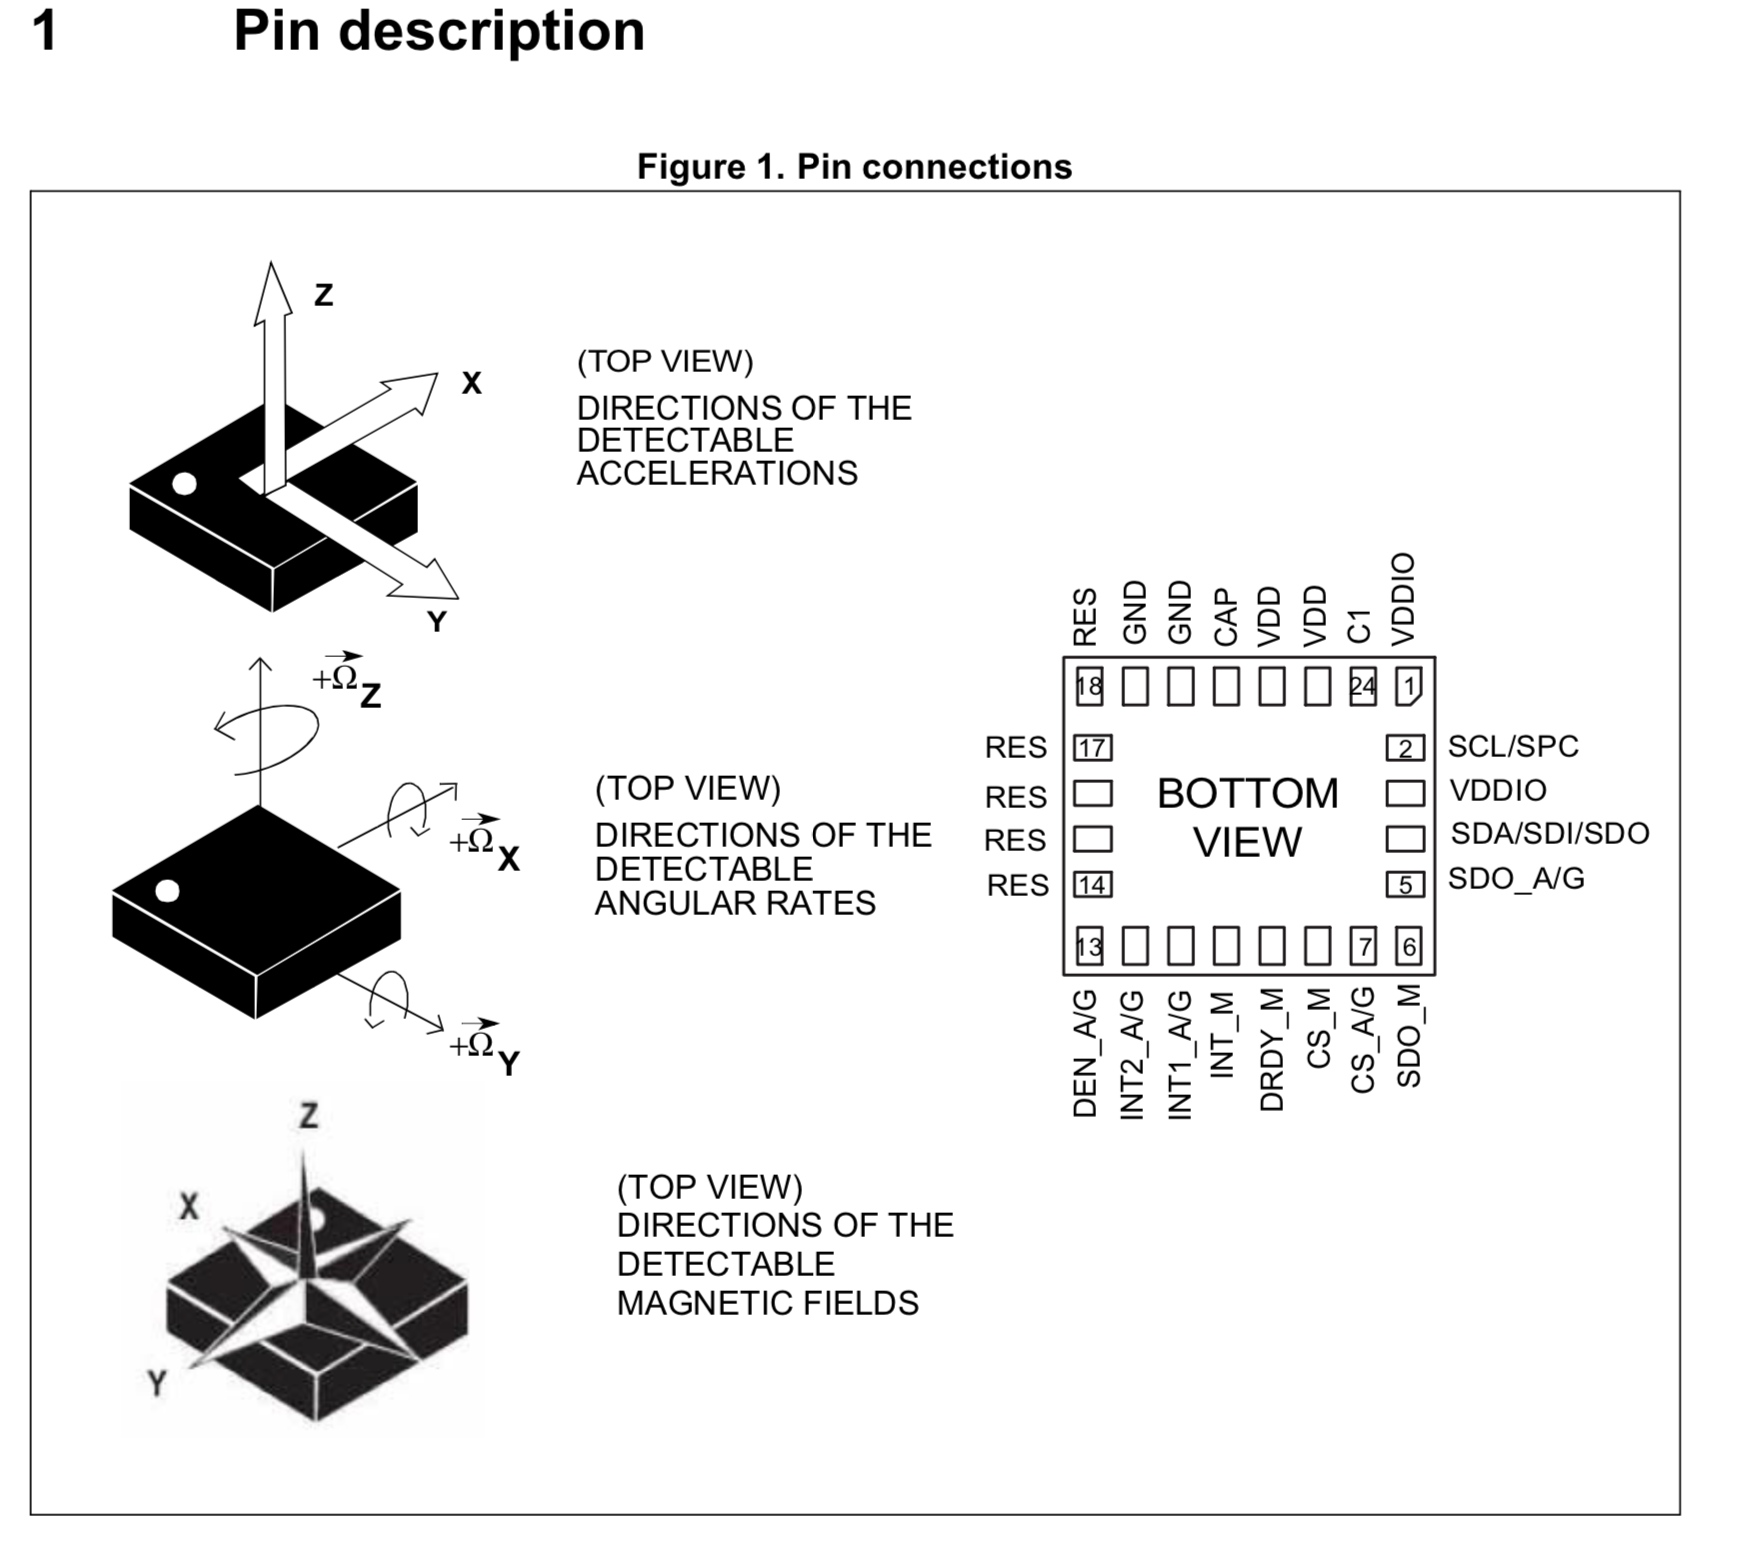 1 Pin description
Figure 1. Pin connections
Z
X
Y
(TOP VIEW)
DIRECTIONS OF THE
DETECTABLE
ACCELERATIONS
+Ω Z
+Ω X
+Ω Y
(TOP VIEW)
DIRECTIONS OF THE
DETECTABLE
ANGULAR RATES
Z
X
Y
(TOP VIEW)
DIRECTIONS OF THE
DETECTABLE
MAGNETIC FIELDS
RES GND GND CAP VDD VDD C1 VDDIO
18 24 1
RES 17 2 SCL/SPC
RES VDDIO
RES SDA/SDI/SDO
RES 14 5 SDO_A/G
BOTTOM
VIEW
13 7 6
DEN_A/G INT2_A/G INT1_A/G INT_M DRDY_M CS_M CS_A/G SDO_M